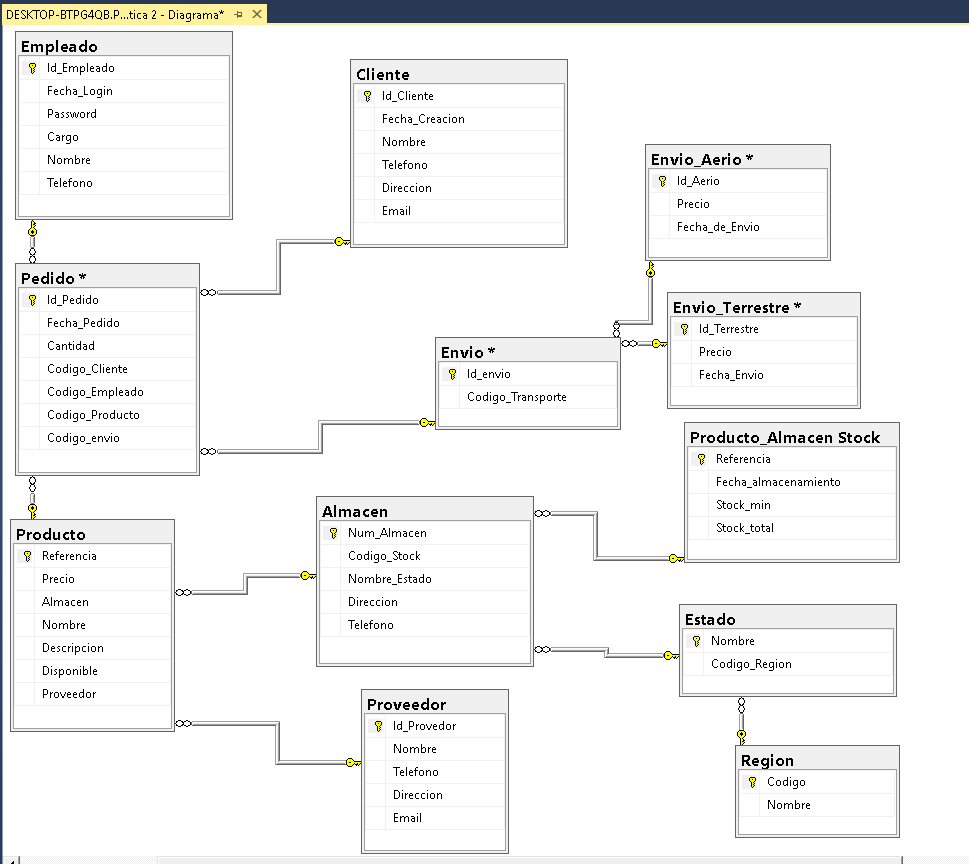 DESKTOP-BTPG4QB.P...tica 2 - Diagrama*
Empleado
Id_Empleado
Fecha_Login
Password
Cargo
Nombre
Telefono
Cliente
Id_Cliente
Fecha_Creacion
Nombre
Telefono
Direccion
Email
Envio_Aerio *
Id_Aerio
Precio
Fecha_de_Envio
Pedido *
Id_Pedido
Fecha_Pedido
Cantidad
Codigo_Cliente
Codigo_Empleado
Codigo_Producto
Codigo_envio
Envio_Terrestre *
Id_Terrestre
Precio
Fecha_Envio
Envio *
Id_envio
Codigo_Transporte
Producto_Almacen Stock
Referencia
Fecha_almacenamiento
Stock_min
Stock_total
Producto
Referencia
Precio
Almacen
Nombre
Descripcion
Disponible
Proveedor
Almacen
Num_Almacen
Codigo_Stock
Nombre_Estado
Direccion
Telefono
Estado
Nombre
Codigo_Region
Proveedor
Id_Provedor
Nombre
Telefono
Direccion
Email
Region
Codigo
Nombre